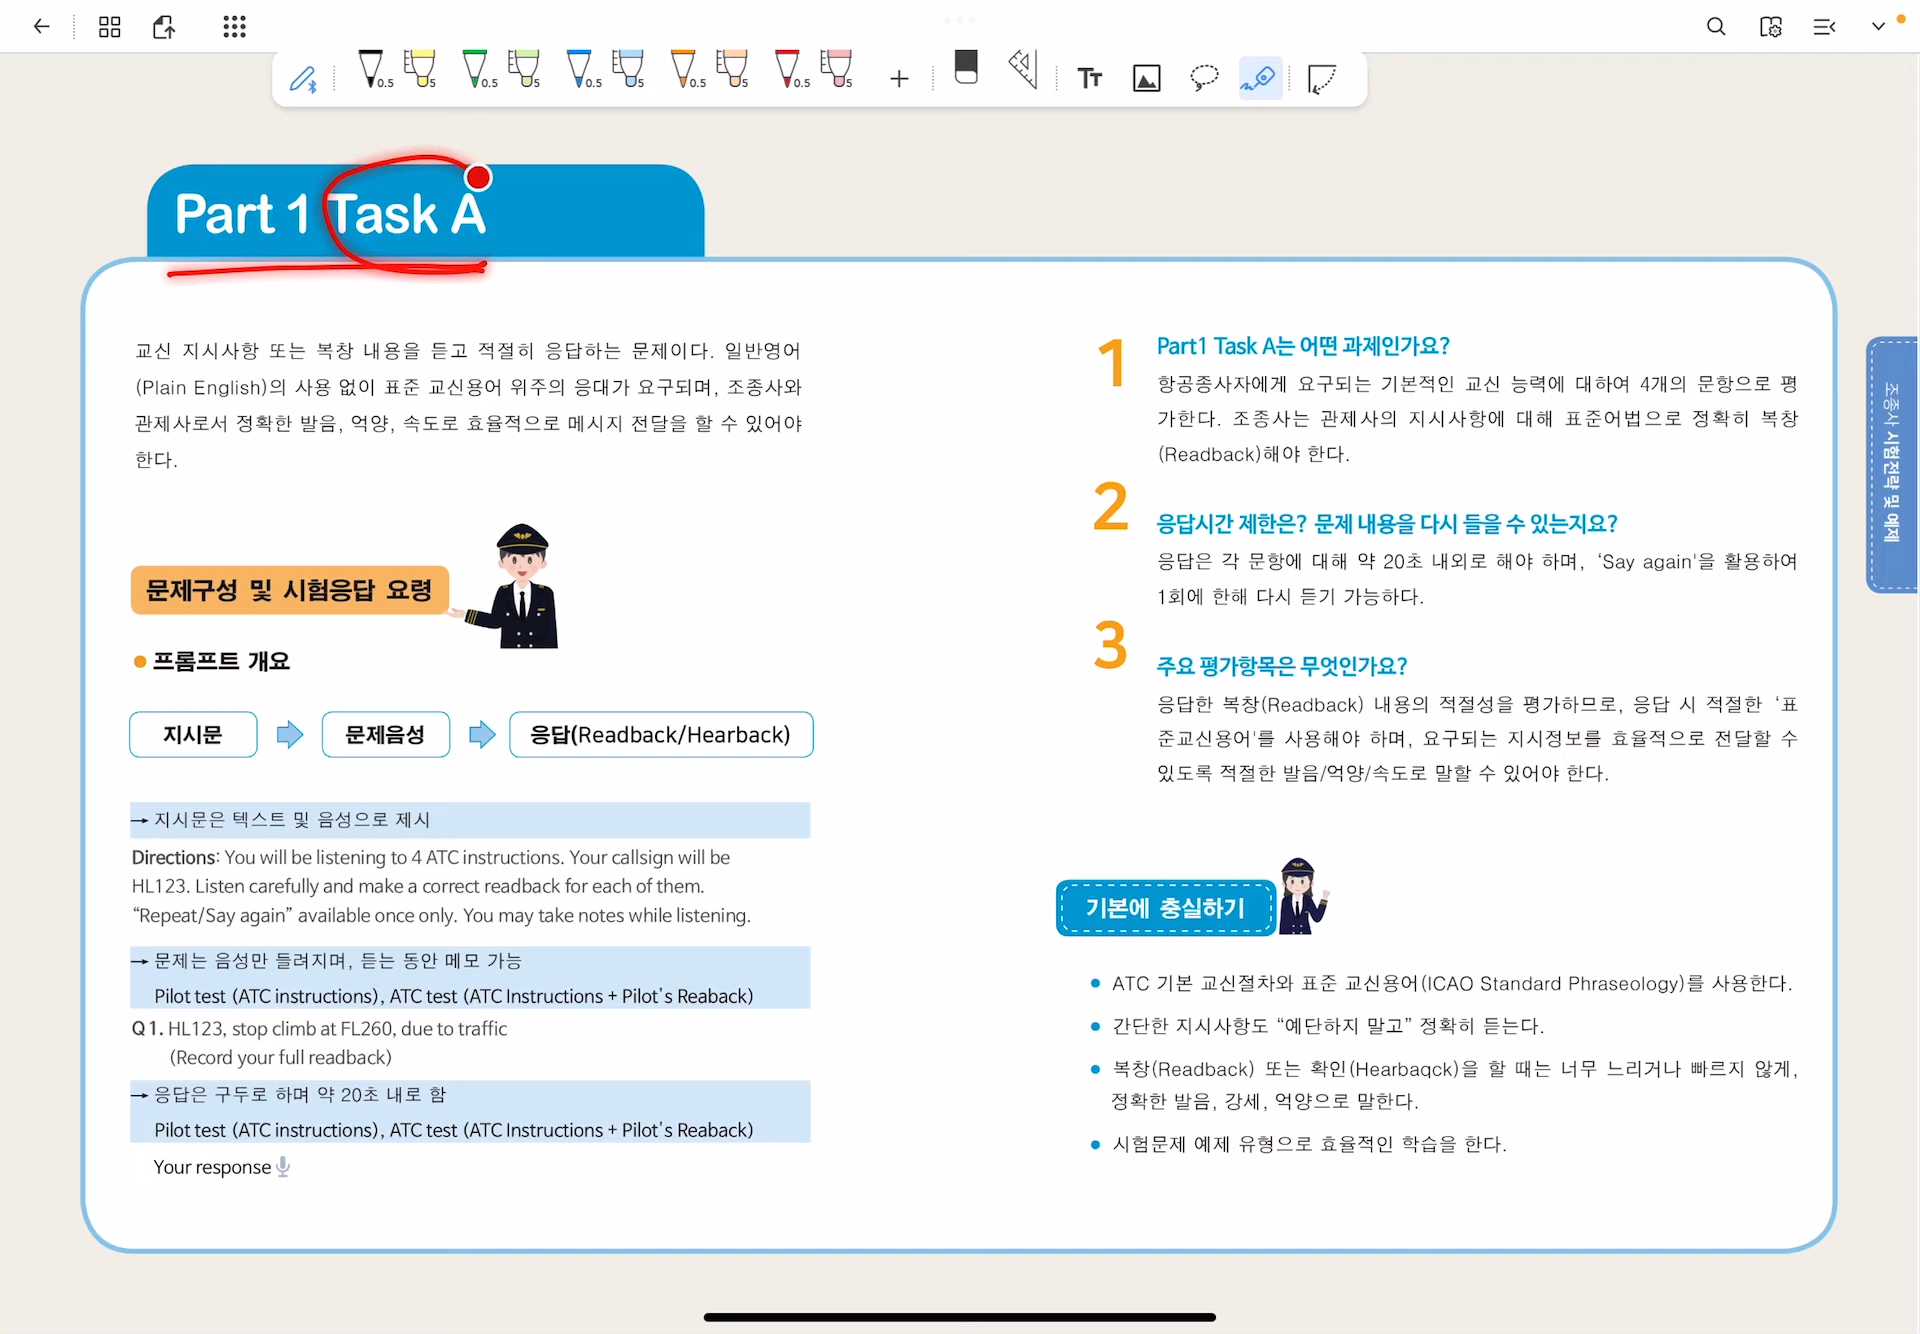 0.5
5
0.5
5
0.5
5
0.5
5
0.5
5
Part 1 Task A
교신 지시사항 또는 복창 내용을 듣고 적절히 응답하는 문제이다. 일반영어
(Plain English)의 사용 없이 표준 교신용어 위주의 응대가 요구되며, 조종사와
관제사로서 정확한 발음, 억양, 속도로 효율적으로 메시지 전달을 할 수 있어야
한다.
문제구성 및 시험응답 요령
프롬프트 개요
지시문
문제음성
응답(Readback/Hearback)
→ 지시문은 텍스트 및 음성으로 제시
Directions: You will be listening to 4 ATC instructions. Your callsign will be
HL123. Listen carefully and make a correct readback for each of them.
“Repeat/Say again” available once only. You may take notes while listening.
→ 문제는 음성만 들려지며, 듣는 동안 메모 가능
Pilot test (ATC instructions), ATC test (ATC Instructions + Pilot's Reaback)
Q1. HL123, stop climb at FL260, due to traffic
(Record your full readback)
→ 응답은 구두로 하며 약 20초 내로 함
Pilot test (ATC instructions), ATC test (ATC Instructions + Pilot's Reaback)
Your response
1 Part1 Task A는 어떤 과제인가요?
항공종사자에게 요구되는 기본적인 교신 능력에 대하여 4개의 문항으로 평
가한다. 조종사는 관제사의 지시사항에 대해 표준어법으로 정확히 복창
(Readback)해야 한다.
2 응답시간 제한은? 문제 내용을 다시 들을 수 있는지요?
응답은 각 문항에 대해 약 20초 내외로 해야 하며, ‘Say again'을 활용하여
1회에 한해 다시 듣기 가능하다.
3 주요 평가항목은 무엇인가요?
응답한 복창(Readback) 내용의 적절성을 평가하므로, 응답 시 적절한 ‘표
준교신용어'를 사용해야 하며, 요구되는 지시정보를 효율적으로 전달할 수
있도록 적절한 발음/억양/속도로 말할 수 있어야 한다.
기본에 충실하기
ATC 기본 교신절차와 표준 교신용어(ICAO Standard Phraseology)를 사용한다.
간단한 지시사항도 “예단하지 말고” 정확히 듣는다.
복창(Readback) 또는 확인(Hearbaqck)을 할 때는 너무 느리거나 빠르지 않게,
정확한 발음, 강세, 억양으로 말한다.
시험문제 예제 유형으로 효율적인 학습을 한다.
조종사 시험전략 및 예제